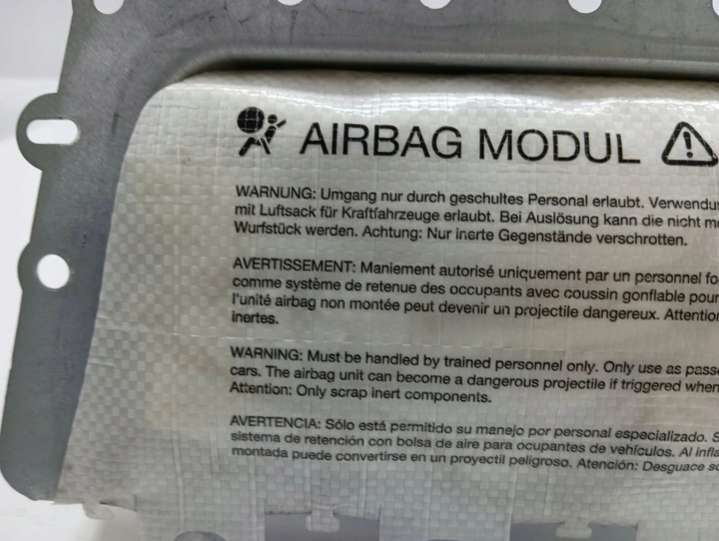 AIRBAG MODUL
WARNUNG: Umgang nur durch geschultes Personal erlaubt.
mit Luftsack für Kraftfahrzeuge erlaubt. Bei Auslösung kann die nicht
Wurfstück werden. Achtung: Nur inerte Gegenstände verschrotten.
AVERTISSEMENT: Maniement autorisé uniquement par un personnel
comme système de retenue des occupants avec coussin gonflable pour
l'unité airbag non montée peut devenir un projectile dangereux. Attention
inertes.
WARNING: Must be handled by trained personnel only. Only use as
cars. The airbag unit can become a dangerous projectile if triggered when
Attention: Only scrap inert components.
AVERTENCIA: Sólo está permitido su manejo por personal especializado.
sistema de retención con bolsa de aire para ocupantes de vehículos. Al
montada puede convertirse en un proyectil peligroso. Atención: Desguace